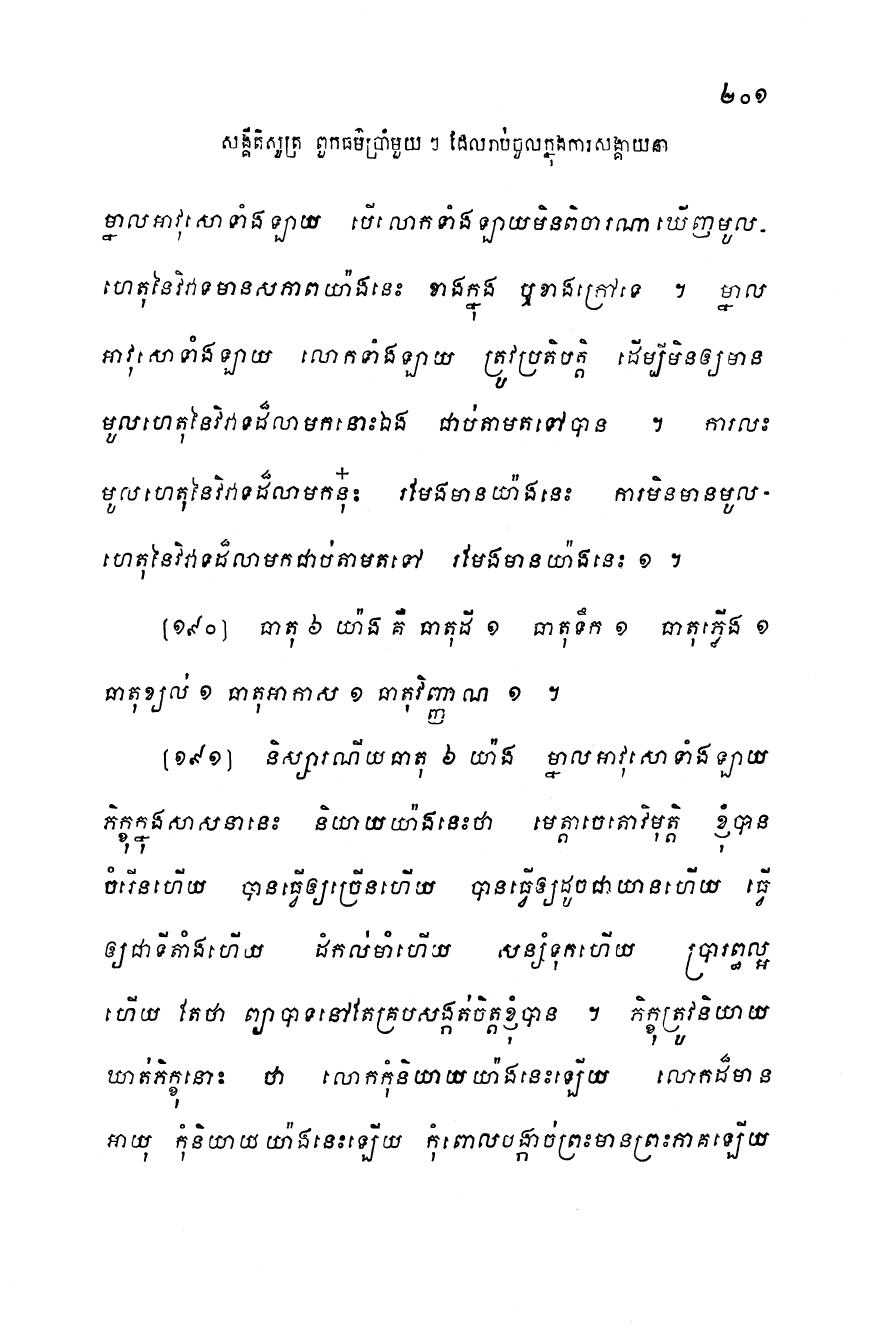 ២០១
សង្គីតិសូត្រ ពួកធម៌ប្រាំមួយ ៗ ដែលរាប់ចូលក្នុងការសង្គាយនា
ម្នាលអាវុសោទាំងឡាយ បើលោកទាំងឡាយមិនពិចារណាឃើញមូល-
ហេតុនៃវិវាទមានសភាពយ៉ាងនេះ ខាងក្នុង ឬខាងក្រៅទេ ។ ម្នាល
អាវុសោទាំងឡាយ លោកទាំងឡាយ ត្រូវប្រតិបត្តិ ដើម្បីមិនឲ្យមាន
មូលហេតុនៃវិវាទដ៏លាមកនោះឯង ជាប់តាមតទៅបាន ។ ការលះ
មូលហេតុនៃវិវាទដ៏លាមកនុ៎ះ រមែងមានយ៉ាងនេះ ការមិនមានមូល-
ហេតុនៃវិវាទដ៏លាមកជាប់តាមតទៅ រមែងមានយ៉ាងនេះ ១ ។
(១៩០) ធាតុ ៦ យ៉ាង គឺ ធាតុដី ១ ធាតុទឹក ១ ធាតុភ្លើង ១
ធាតុខ្យល់ ១ ធាតុអាកាស ១ ធាតុវិញ្ញាណ ១ ។
(១៩១) និស្សារណីយធាតុ ៦ យ៉ាង ម្នាលអាវុសោទាំងឡាយ
ភិក្ខុក្នុងសាសនានេះ និយាយយ៉ាងនេះថា មេត្តាចេតោវិមុត្តិ ខ្ញុំបាន
ចំរើនហើយ បានធ្វើឲ្យច្រើនហើយ បានធ្វើឲ្យដូចជាយានហើយ ធ្វើ
ឲ្យជាទីតាំងហើយ ដំកល់មាំហើយ សន្សំទុកហើយ ប្រារព្ធល្អ
ហើយ តែថា ព្យាបាទនៅតែគ្របសង្កត់ចិត្តខ្ញុំបាន ។ ភិក្ខុត្រូវនិយាយ
ឃាត់ភិក្ខុនោះ ថា លោកកុំនិយាយយ៉ាងនេះឡើយ លោកដ៏មាន
អាយុ កុំនិយាយយ៉ាងនេះឡើយ កុំពោលបង្កាច់ព្រះមានព្រះភាគឡើយ